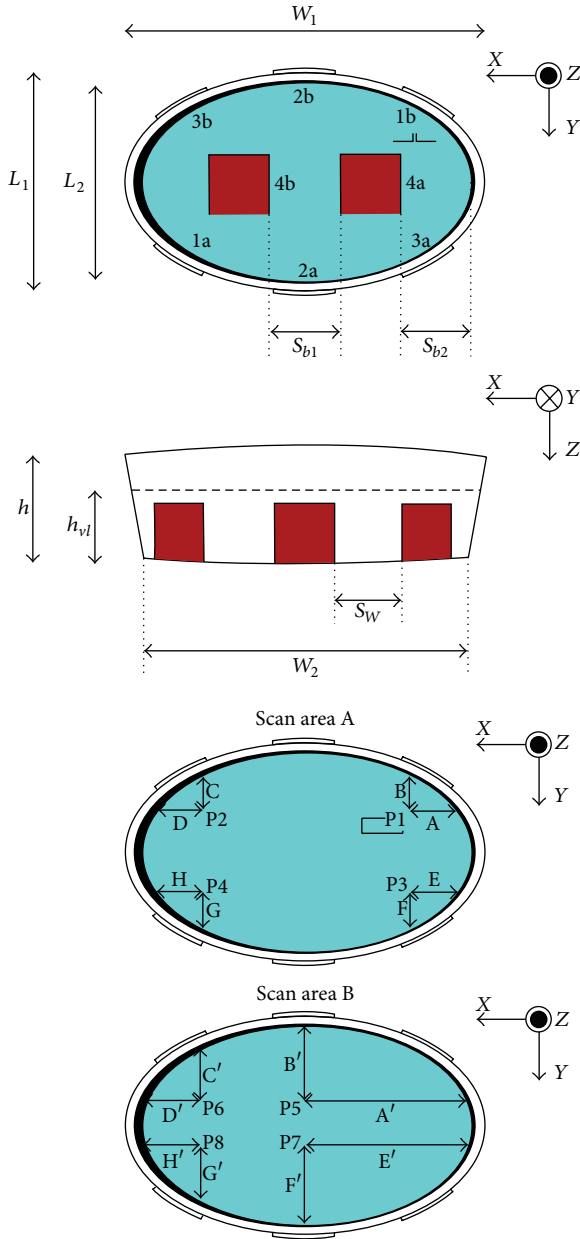 W1
X Z
Y
2b
3b 1b
L1 L2
4b 4a
1a 3a
2a
Sb1 Sb2
X Y
Z
h
hvl
SW
W2
Scan area A
X Z
Y
C B
D P2 P1 A
H P4 P3 E
G F
Scan area B
X Z
Y
C′ B′
D′ P6 P5 A′
H′ P8 P7 E′
G′ F′